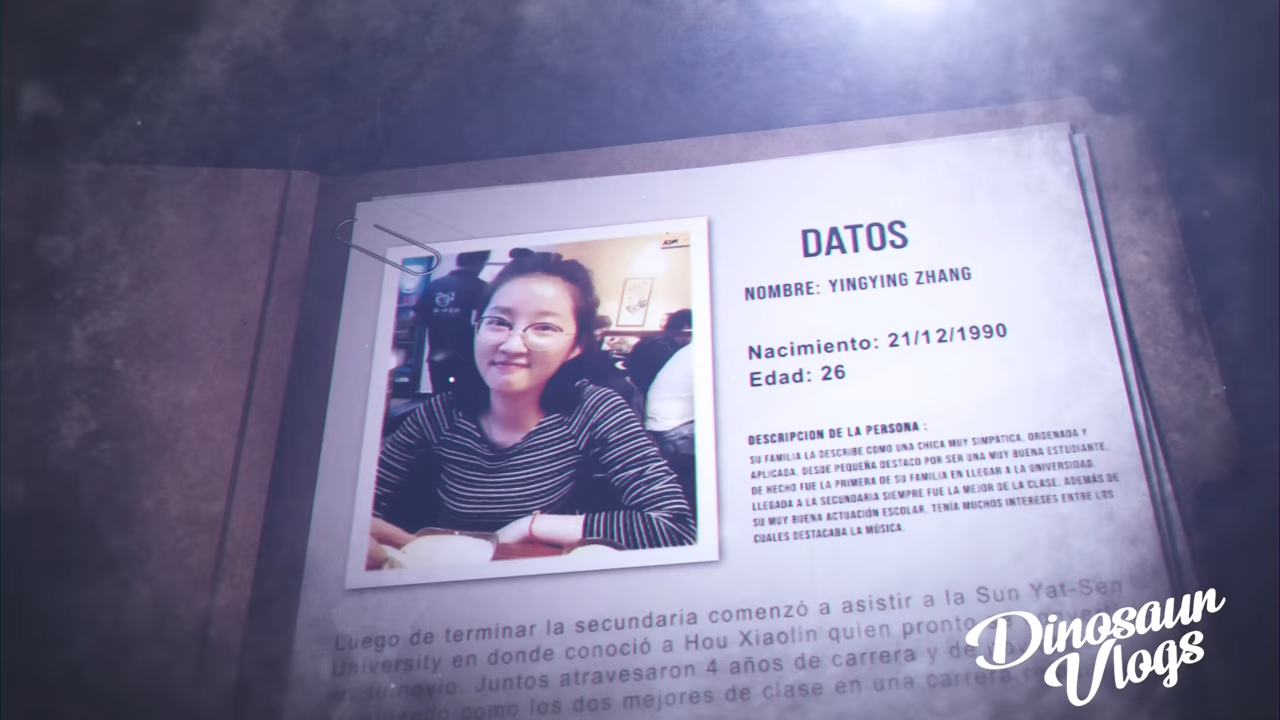 DATOS
NOMBRE: YINGYING ZHANG
Nacimiento: 21/12/1990
Edad: 26
DESCRIPCION DE LA PERSONA :
SU FAMILIA LA DESCRIBE COMO UNA CHICA MUY SIMPÁTICA, ORDENADA Y
APLICADA. DESDE PEQUEÑA DESTACO POR SER UNA MUY BUENA ESTUDIANTE,
DE HECHO FUE LA PRIMERA DE SU FAMILIA EN LLEGAR A LA UNIVERSIDAD.
LLEGADA A LA SECUNDARIA SIEMPRE FUE LA MEJOR DE LA CLASE. ADEMÁS DE
SU MUY BUENA ACTUACIÓN ESCOLAR, TENÍA MUCHOS INTERESES ENTRE LOS
CUALES DESTACABA LA MÚSICA.
Luego de terminar la secundaria comenzó a asistir a la Sun Yat-Sen
University en donde conoció a Hou Xiaolin quien pronto
en su novio. Juntos atravesaron 4 años de carrera y de
como los dos mejores de clase en una carrera
Dinosaur
Vlogs